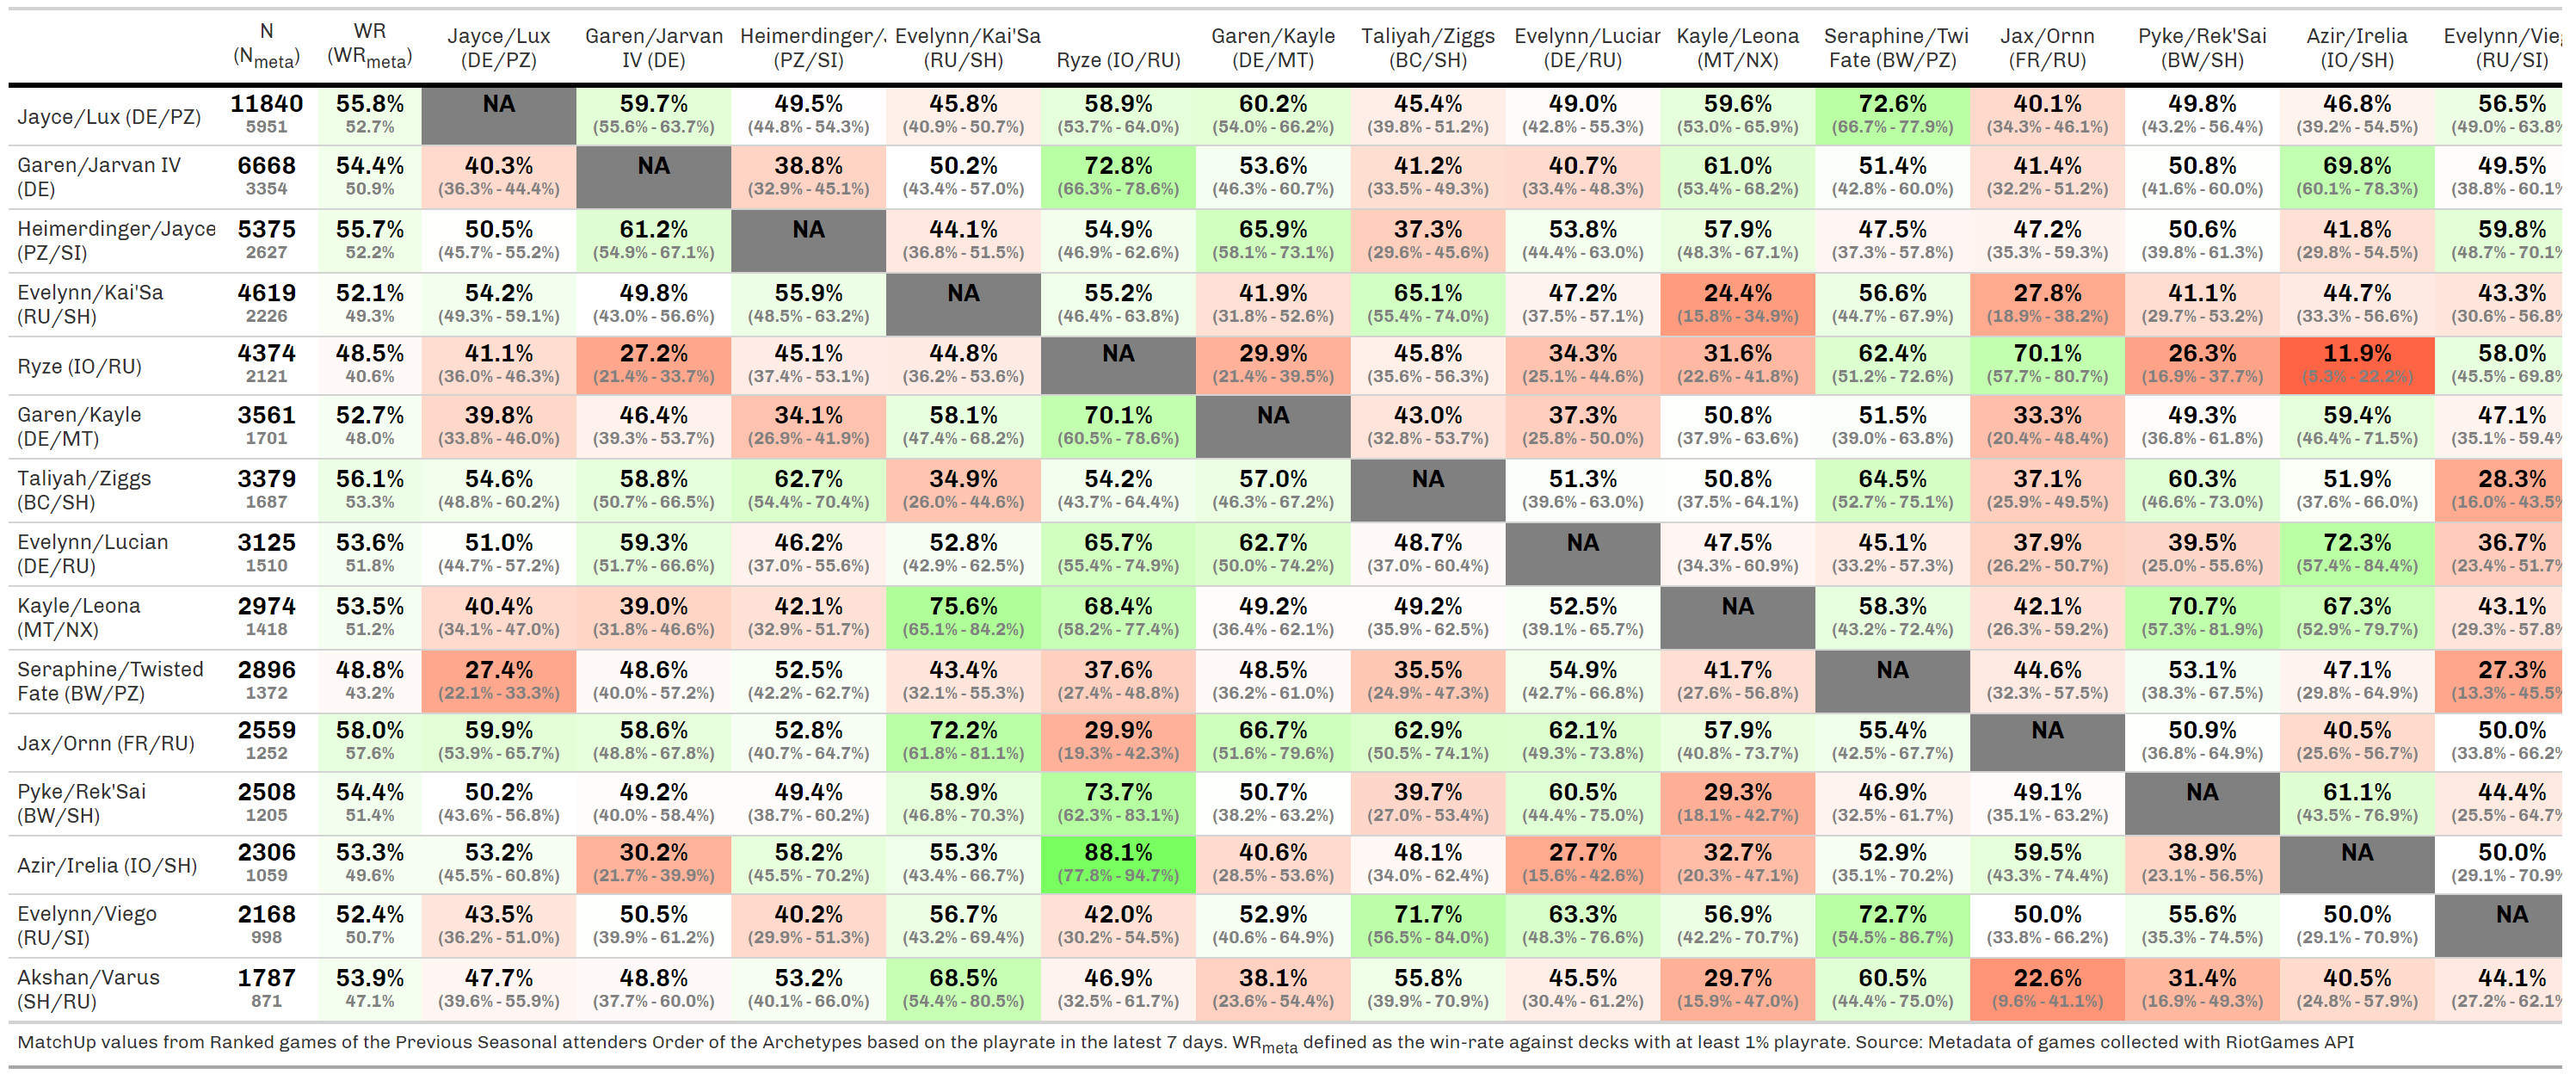 N WR Jayce/Lux Garen/Jarvan Heimerdinger/ Evelynn/Kai'Sa Ryze (IO/RU) Garen/Kayle Taliyah/Ziggs Evelynn/Lucian Kayle/Leona Seraphine/Twi Jax/Ornn Pyke/Rek'Sai Azir/Irelia Evelynn/Vieg
(Nmeta) (WRmeta) (DE/PZ) IV (DE) (PZ/SI) (RU/SH) (DE/MT) (BC/SH) (DE/RU) (MT/NX) Fate (BW/PZ) (FR/RU) (BW/SH) (IO/SH) (RU/SI)
Jayce/Lux (DE/PZ) 11840 55.8% NA 59.7% 49.5% 45.8% 58.9% 60.2% 45.4% 49.0% 59.6% 72.6% 40.1% 49.8% 46.8% 56.5%
5951 52.7% (55.6% - 63.7%) (44.8% - 54.3%) (40.9% - 50.7%) (53.7% - 64.0%) (54.0% - 66.2%) (39.8% - 51.2%) (42.8% - 55.3%) (53.0% - 65.9%) (66.7% - 77.9%) (34.3% - 46.1%) (43.2% - 56.4%) (39.2% - 54.5%) (49.0% - 63.8%
Garen/Jarvan IV 6668 54.4% 40.3% NA 38.8% 50.2% 72.8% 53.6% 41.2% 40.7% 61.0% 51.4% 41.4% 50.8% 69.8% 49.5%
(DE) 3354 50.9% (36.3% - 44.4%) (32.9% - 45.1%) (43.4% - 57.0%) (66.3% - 78.6%) (46.3% - 60.7%) (33.5% - 49.3%) (33.4% - 48.3%) (53.4% - 68.2%) (42.8% - 60.0%) (32.2% - 51.2%) (41.6% - 60.0%) (60.1% - 78.3%) (38.8% - 60.1%
Heimerdinger/Jayce 5375 55.7% 50.5% 61.2% NA 44.1% 54.9% 65.9% 37.3% 53.8% 57.9% 47.5% 47.2% 50.6% 41.8% 59.8%
(PZ/SI) 2627 52.2% (45.7% - 55.2%) (54.9% - 67.1%) (36.8% - 51.5%) (46.9% - 62.6%) (58.1% - 73.1%) (29.6% - 45.6%) (44.4% - 63.0%) (48.3% - 67.1%) (37.3% - 57.8%) (35.3% - 59.3%) (39.8% - 61.3%) (29.8% - 54.5%) (48.7% - 70.1%
Evelynn/Kai'Sa 4619 52.1% 54.2% 49.8% 55.9% NA 55.2% 41.9% 65.1% 47.2% 24.4% 56.6% 27.8% 41.1% 44.7% 43.3%
(RU/SH) 2226 49.3% (49.3% - 59.1%) (43.0% - 56.6%) (48.5% - 63.2%) (46.4% - 63.8%) (31.8% - 52.6%) (55.4% - 74.0%) (37.5% - 57.1%) (15.8% - 34.9%) (44.7% - 67.9%) (18.9% - 38.2%) (29.7% - 53.2%) (33.3% - 56.6%) (30.6% - 56.8%
Ryze (IO/RU) 4374 48.5% 41.1% 27.2% 45.1% 44.8% NA 29.9% 45.8% 34.3% 31.6% 62.4% 70.1% 26.3% 11.9% 58.0%
2121 40.6% (36.0% - 46.3%) (21.4% - 33.7%) (37.4% - 53.1%) (36.2% - 53.6%) (21.4% - 39.5%) (35.6% - 56.3%) (25.1% - 44.6%) (22.6% - 41.8%) (51.2% - 72.6%) (57.7% - 80.7%) (16.9% - 37.7%) (5.3% - 22.2%) (45.5% - 69.8%
Garen/Kayle 3561 52.7% 39.8% 46.4% 34.1% 58.1% 70.1% NA 43.0% 37.3% 50.8% 51.5% 33.3% 49.3% 59.4% 47.1%
(DE/MT) 1701 48.0% (33.8% - 46.0%) (39.3% - 53.7%) (26.9% - 41.9%) (47.4% - 68.2%) (60.5% - 78.6%) (32.8% - 53.7%) (25.8% - 50.0%) (37.9% - 63.6%) (39.0% - 63.8%) (20.4% - 48.4%) (36.8% - 61.8%) (46.4% - 71.5%) (35.1% - 59.4%
Taliyah/Ziggs 3379 56.1% 54.6% 58.8% 62.7% 34.9% 54.2% 57.0% NA 51.3% 50.8% 64.5% 37.1% 60.3% 51.9% 28.3%
(BC/SH) 1687 53.3% (48.8% - 60.2%) (50.7% - 66.5%) (54.4% - 70.4%) (26.0% - 44.6%) (43.7% - 64.4%) (46.3% - 67.2%) (39.6% - 63.0%) (37.5% - 64.1%) (52.7% - 75.1%) (25.9% - 49.5%) (46.6% - 73.0%) (37.6% - 66.0%) (16.0% - 43.5%
Evelynn/Lucian 3125 53.6% 51.0% 59.3% 46.2% 52.8% 65.7% 62.7% 48.7% NA 47.5% 45.1% 37.9% 39.5% 72.3% 36.7%
(DE/RU) 1510 51.8% (44.7% - 57.2%) (51.7% - 66.6%) (37.0% - 55.6%) (42.9% - 62.5%) (55.4% - 74.9%) (50.0% - 74.2%) (37.0% - 60.4%) (34.3% - 60.9%) (33.2% - 57.3%) (26.2% - 50.7%) (25.0% - 55.6%) (57.4% - 84.4%) (23.4% - 51.7%
Kayle/Leona 2974 53.5% 40.4% 39.0% 42.1% 75.6% 68.4% 49.2% 49.2% 52.5% NA 58.3% 42.1% 70.7% 67.3% 43.1%
(MT/NX) 1418 51.2% (34.1% - 47.0%) (31.8% - 46.6%) (32.9% - 51.7%) (65.1% - 84.2%) (58.2% - 77.4%) (36.4% - 62.1%) (35.9% - 62.5%) (39.1% - 65.7%) (43.2% - 72.4%) (26.3% - 59.2%) (57.3% - 81.9%) (52.9% - 79.7%) (29.3% - 57.8%
Seraphine/Twisted 2896 48.8% 27.4% 48.6% 52.5% 43.4% 37.6% 48.5% 35.5% 54.9% 41.7% NA 44.6% 53.1% 47.1% 27.3%
Fate (BW/PZ) 1372 43.2% (22.1% - 33.3%) (40.0% - 57.2%) (42.2% - 62.7%) (32.1% - 55.3%) (27.4% - 48.8%) (36.2% - 61.0%) (24.9% - 47.3%) (42.7% - 66.8%) (27.6% - 56.8%) (32.3% - 57.5%) (38.3% - 67.5%) (29.8% - 64.9%) (13.3% - 45.5%
Jax/Ornn (FR/RU) 2559 58.0% 59.9% 58.6% 52.8% 72.2% 29.9% 66.7% 62.9% 62.1% 57.9% 55.4% NA 50.9% 40.5% 50.0%
1252 57.6% (53.9% - 65.7%) (48.8% - 67.8%) (40.7% - 64.7%) (61.8% - 81.1%) (19.3% - 42.3%) (51.6% - 79.6%) (50.5% - 74.1%) (49.3% - 73.8%) (40.8% - 73.7%) (42.5% - 67.7%) (36.8% - 64.9%) (25.6% - 56.7%) (33.8% - 66.2%
Pyke/Rek'Sai 2508 54.4% 50.2% 49.2% 49.4% 58.9% 73.7% 50.7% 39.7% 60.5% 29.3% 46.9% 49.1% NA 61.1% 44.4%
(BW/SH) 1205 51.4% (43.6% - 56.8%) (40.0% - 58.4%) (38.7% - 60.2%) (46.8% - 70.3%) (62.3% - 83.1%) (38.2% - 63.2%) (27.0% - 53.4%) (44.4% - 75.0%) (18.1% - 42.7%) (32.5% - 61.7%) (35.1% - 63.2%) (43.5% - 76.9%) (25.5% - 64.7%
Azir/Irelia (IO/SH) 2306 53.3% 53.2% 30.2% 58.2% 55.3% 88.1% 40.6% 48.1% 27.7% 32.7% 52.9% 59.5% 38.9% NA 50.0%
1059 49.6% (45.5% - 60.8%) (21.7% - 39.9%) (45.5% - 70.2%) (43.4% - 66.7%) (77.8% - 94.7%) (28.5% - 53.6%) (34.0% - 62.4%) (15.6% - 42.6%) (20.3% - 47.1%) (35.1% - 70.2%) (43.3% - 74.4%) (23.1% - 56.5%) (29.1% - 70.9%
Evelynn/Viego 2168 52.4% 43.5% 50.5% 40.2% 56.7% 42.0% 52.9% 71.7% 63.3% 56.9% 72.7% 50.0% 55.6% 50.0% NA
(RU/SI) 998 50.7% (36.2% - 51.0%) (39.9% - 61.2%) (29.9% - 51.3%) (43.2% - 69.4%) (30.2% - 54.5%) (40.6% - 64.9%) (56.5% - 84.0%) (48.3% - 76.6%) (42.2% - 70.7%) (54.5% - 86.7%) (33.8% - 66.2%) (35.3% - 74.5%) (29.1% - 70.9%)
Akshan/Varus 1787 53.9% 47.7% 48.8% 53.2% 68.5% 46.9% 38.1% 55.8% 45.5% 29.7% 60.5% 22.6% 31.4% 40.5% 44.1%
(SH/RU) 871 47.1% (39.6% - 55.9%) (37.7% - 60.0%) (40.1% - 66.0%) (54.4% - 80.5%) (32.5% - 61.7%) (23.6% - 54.4%) (39.9% - 70.9%) (30.4% - 61.2%) (15.9% - 47.0%) (44.4% - 75.0%) (9.6% - 41.1%) (16.9% - 49.3%) (24.8% - 57.9%) (27.2% - 62.1%
MatchUp values from Ranked games of the Previous Seasonal attenders Order of the Archetypes based on the playrate in the latest 7 days. WRmeta defined as the win-rate against decks with at least 1% playrate. Source: Metadata of games collected with RiotGames API